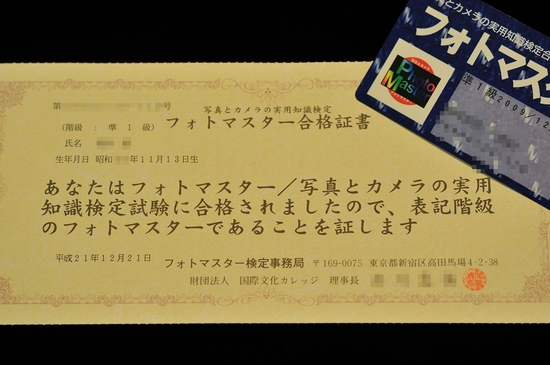 第 号
写真とカメラの実用知識検定
(階級:準1級) フォトマスター合格証書
氏名
生年月日 昭和 年11月13日生
あなたはフォトマスター/写真とカメラの実用
知識検定試験に合格されましたので、表記階級
のフォトマスターであることを証します
平成21年12月21日 フォトマスター検定事務局 〒169-0075 東京都新宿区高田馬場4-2-38
財団法人 国際文化カレッジ 理事長
真とカメラの実用知識検定合
フォトマス
Photo
Master
準1級2009/12